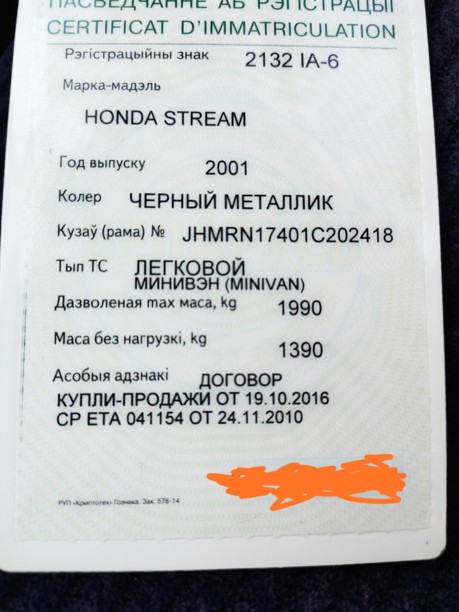 ПАСВЕДЧАННЕ АБ РЭГІСТРАЦЫІ
CERTIFICAT D'IMMATRICULATION
Рэгістрацыйны знак 2132 IA-6
Марка-мадэль
HONDA STREAM
Год выпуску 2001
Колер ЧЕРНЫЙ МЕТАЛЛИК
Кузаў (рама) № JHMRN17401C202418
Тып ТС ЛЕГКОВОЙ
МИНИВЭН (MINIVAN)
Дазволеная max маса, kg 1990
Маса без нагрузкі, kg 1390
Асобыя адзнакі ДОГОВОР
КУПЛИ-ПРОДАЖИ ОТ 19.10.2016
СР ЕТА 041154 ОТ 24.11.2010
РУП «Криптотех» Гознака. Зак. 578-14